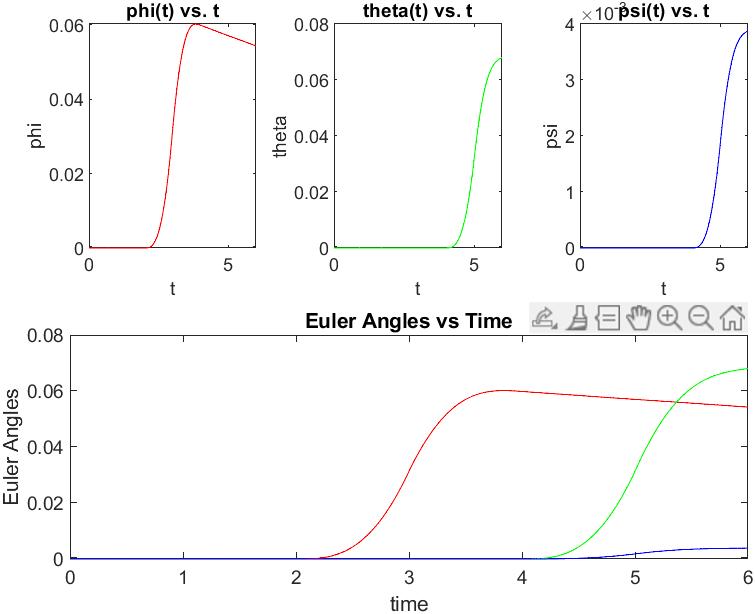 phi(t) vs. t
theta(t) vs. t
×10⁻³
psi(t) vs. t
0.06
0.04
0.02
0
phi
0
5
t
0.08
0.06
0.04
0.02
0
theta
0
5
t
4
3
2
1
0
psi
0
5
t
Euler Angles vs Time
0.08
0.06
0.04
0.02
0
Euler Angles
0 1 2 3 4 5 6
time